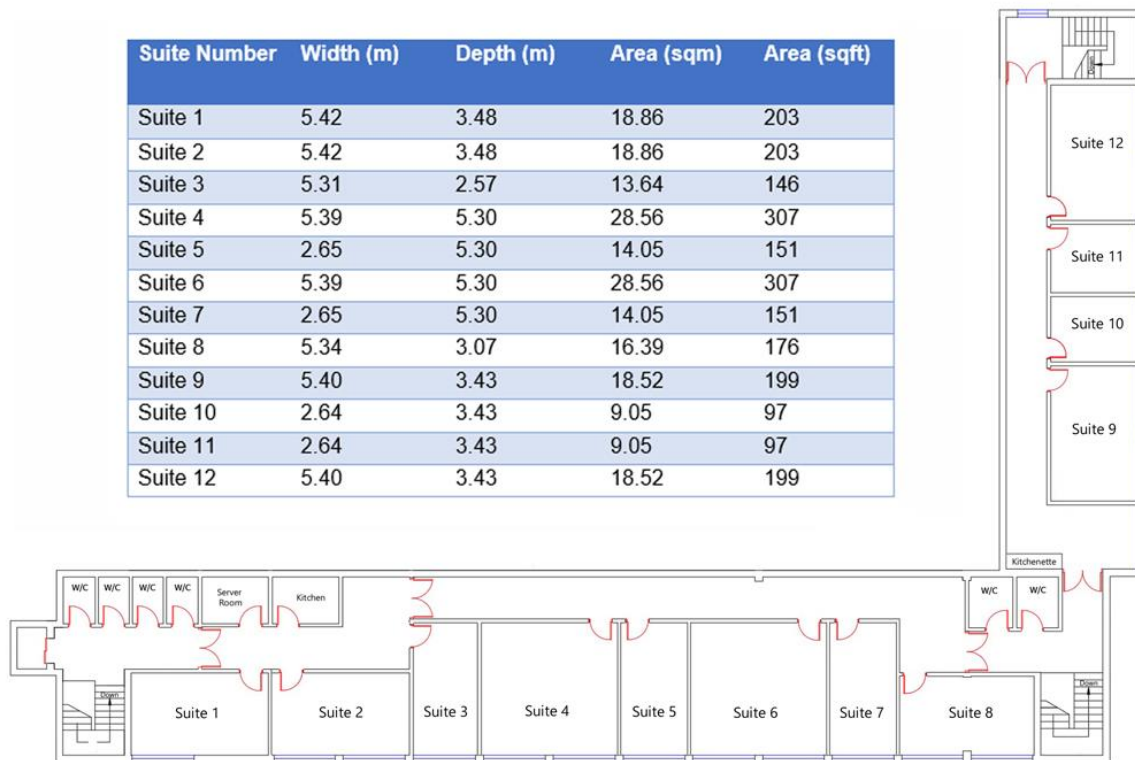 Suite Number Width (m) Depth (m) Area (sqm) Area (sqft)
Suite 1 5.42 3.48 18.86 203
Suite 2 5.42 3.48 18.86 203
Suite 3 5.31 2.57 13.64 146
Suite 4 5.39 5.30 28.56 307
Suite 5 2.65 5.30 14.05 151
Suite 6 5.39 5.30 28.56 307
Suite 7 2.65 5.30 14.05 151
Suite 8 5.34 3.07 16.39 176
Suite 9 5.40 3.43 18.52 199
Suite 10 2.64 3.43 9.05 97
Suite 11 2.64 3.43 9.05 97
Suite 12 5.40 3.43 18.52 199
Down
Suite 12
Suite 11
Suite 10
Suite 9
Kitchenette
W/C
W/C
W/C
W/C
Server
Room
Kitchen
W/C
W/C
Down
Suite 1
Suite 2
Suite 3
Suite 4
Suite 5
Suite 6
Suite 7
Suite 8
Down